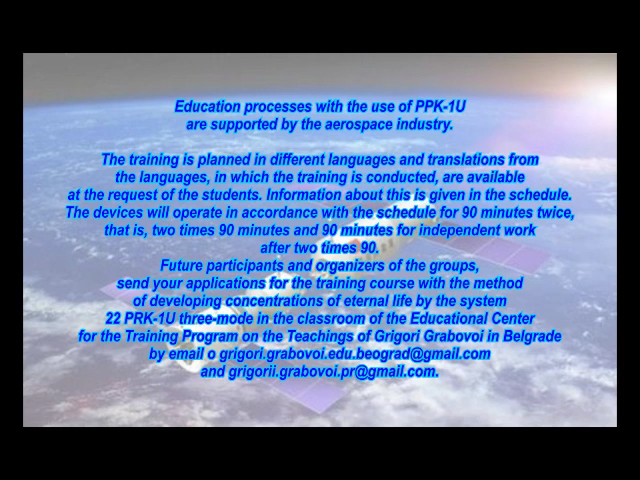 Education processes with the use of PPK-1U
are supported by the aerospace industry.
The training is planned in different languages and translations from
the languages, in which the training is conducted, are available
at the request of the students. Information about this is given in the schedule.
The devices will operate in accordance with the schedule for 90 minutes twice,
that is, two times 90 minutes and 90 minutes for independent work
after two times 90.
Future participants and organizers of the groups,
send your applications for the training course with the method
of developing concentrations of eternal life by the system
22 PRK-1U three-mode in the classroom of the Educational Center
for the Training Program on the Teachings of Grigori Grabovoi in Belgrade
by email o grigori.grabovoi.edu.beograd@gmail.com
and grigorii.grabovoi.pr@gmail.com.